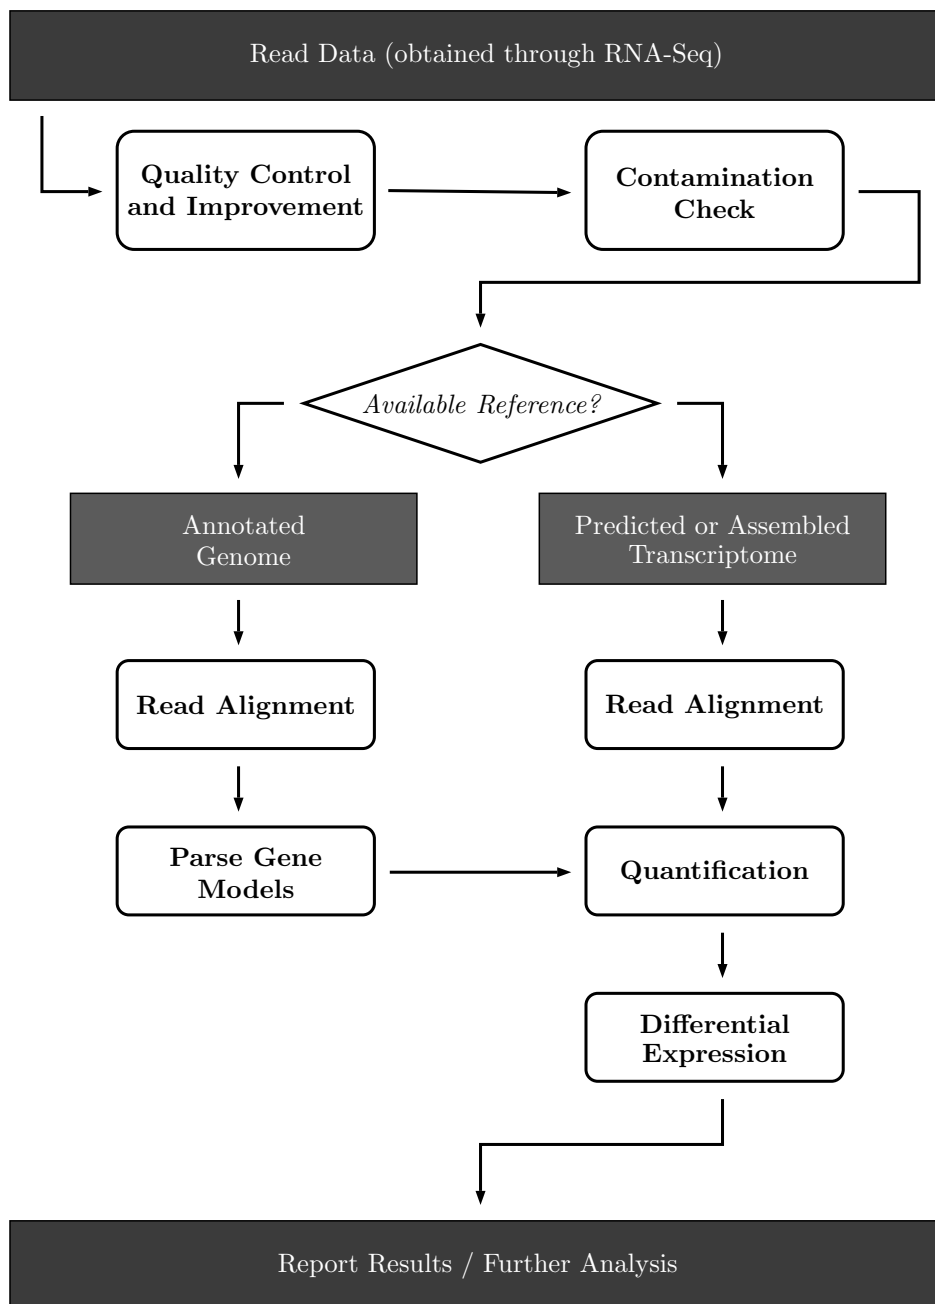 Read Data (obtained through RNA-Seq)
Quality Control
and Improvement
Contamination
Check
Available Reference?
Annotated
Genome
Predicted or Assembled
Transcriptome
Read Alignment
Read Alignment
Parse Gene
Models
Quantification
Differential
Expression
Report Results / Further Analysis